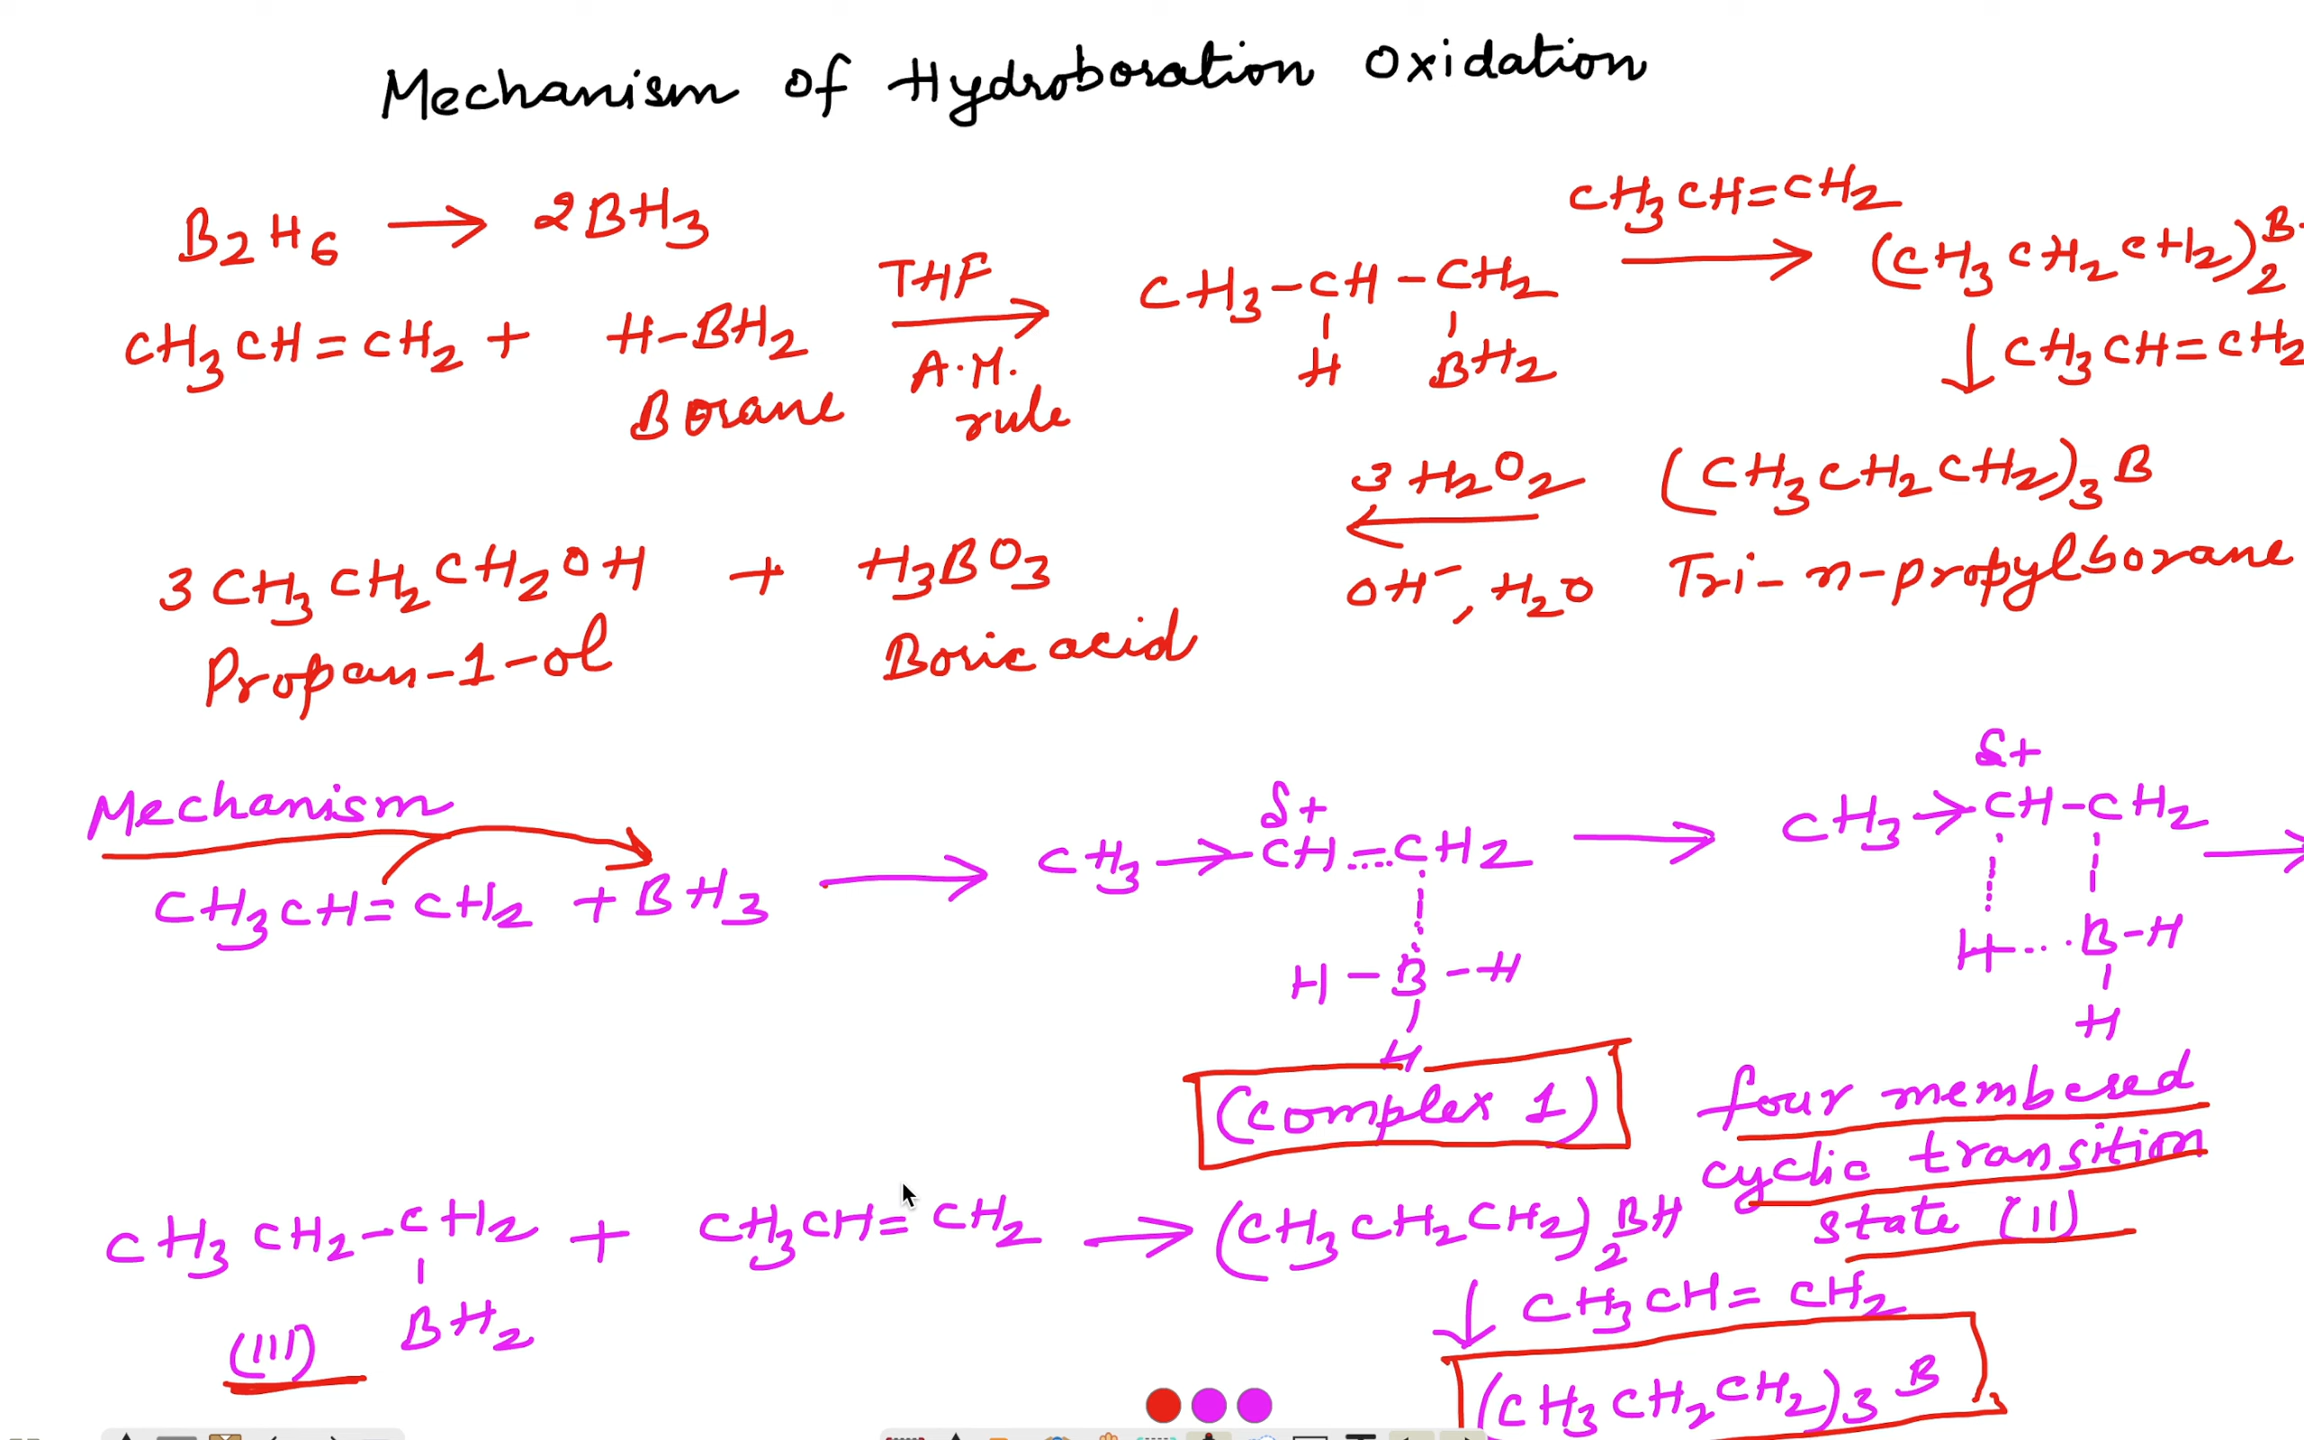 Mechanism of Hydroboration Oxidation
B2H6 → 2BH3
CH3CH=CH2 + H-BH2 THF → A.M. rule CH3-CH-CH2 CH3CH=CH2 → (CH3CH2CH2)2B
H BH2
Borane
↓ CH3CH=CH2
3CH3CH2CH2OH + H3BO3 3H2O2 ← OH-, H2O (CH3CH2CH2)3B
Propan-1-ol Boric acid Tri-n-propylborane
Mechanism
CH3CH=CH2 + BH3 → CH3→CH=CH2 → CH3→CH-CH2 →
δ+ δ+
H-B-H H...B-H
H H
(Complex 1) four membered
cyclic transition
state (II)
CH3CH2-CH2 + CH3CH=CH2 → (CH3CH2CH2)2BH
BH2 ↓ CH3CH=CH2
(III) (CH3CH2CH2)3B